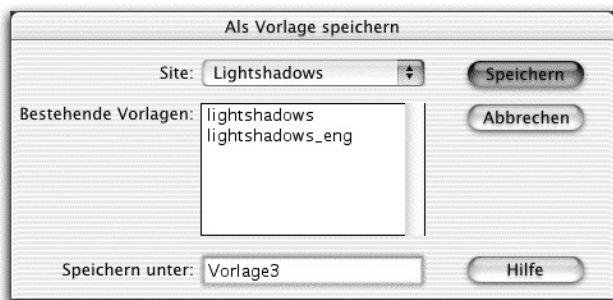 Als Vorlage speichern
Site: Lightshadows Speichern
Bestehende Vorlagen: lightshadows Abbrechen
lightshadows_eng
Speichern unter: Vorlage3 Hilfe